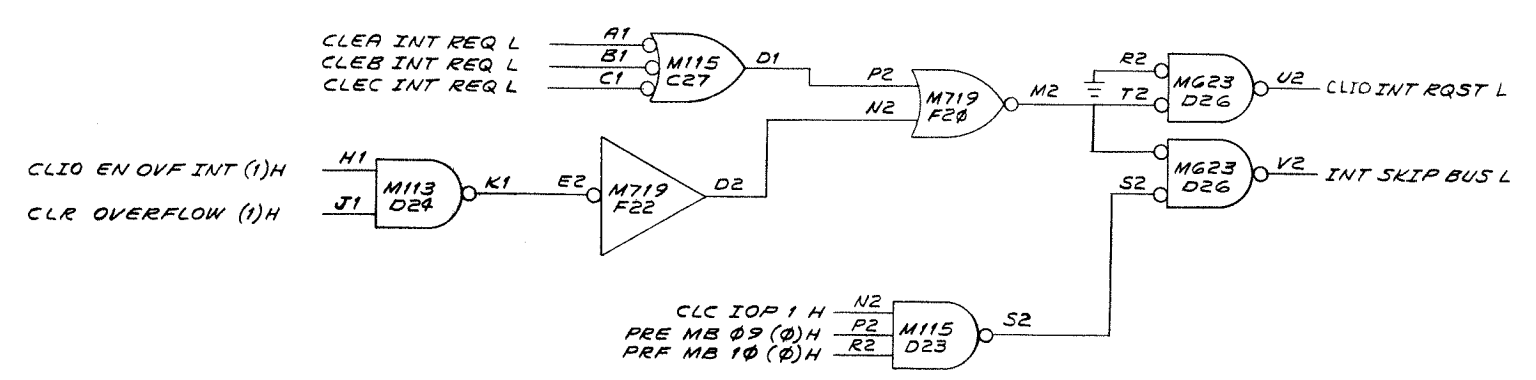 CLEA INT REQ L
CLEB INT REQ L
CLEC INT REQ L
A1
B1
C1
M115
C27
D1
P2
N2
M719
F2Ø
M2
R2
T2
M623
D26
U2
CLIO INT RQST L
CLIO EN OVF INT (1)H
CLR OVERFLOW (1)H
H1
J1
M113
D24
K1
E2
M719
F22
D2
S2
M623
D26
V2
INT SKIP BUS L
CLC IOP 1 H
PRE MB Ø9 (Ø)H
PRF MB 1Ø (Ø)H
N2
P2
R2
M115
D23
S2